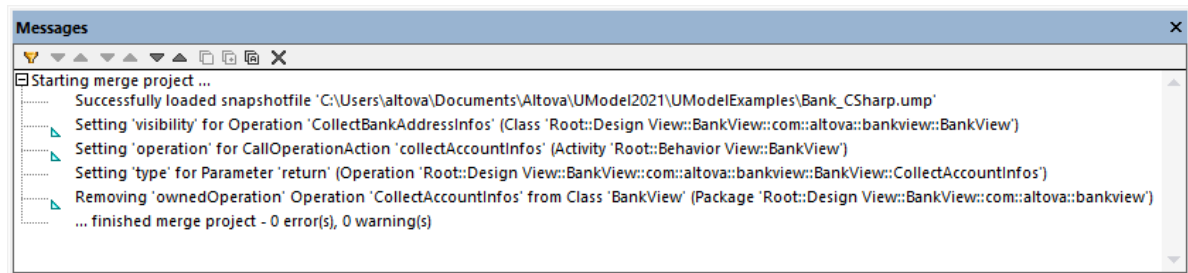 Messages
Starting merge project ...
Successfully loaded snapshotfile 'C:\Users\altova\Documents\Altova\UModel2021\UModelExamples\Bank_CSharp.ump'
Setting 'visibility' for Operation 'CollectBankAddressInfos' (Class 'Root::Design View::BankView::com::altova::bankview::BankView')
Setting 'operation' for CallOperationAction 'collectAccountInfos' (Activity 'Root::Behavior View::BankView')
Setting 'type' for Parameter 'return' (Operation 'Root::Design View::BankView::com::altova::bankview::BankView::CollectAccountInfos')
Removing 'ownedOperation' Operation 'CollectAccountInfos' from Class 'BankView' (Package 'Root::Design View::BankView::com::altova::bankview')
... finished merge project - 0 error(s), 0 warning(s)